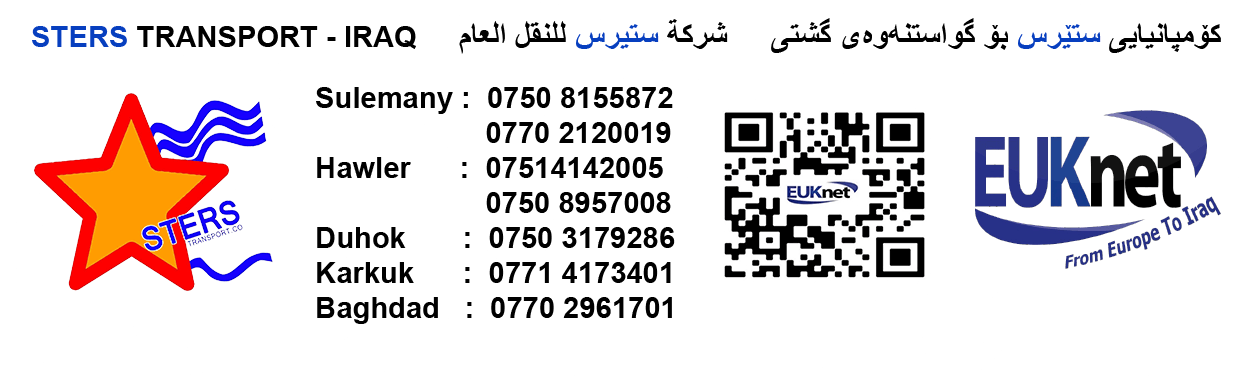 STERS TRANSPORT - IRAQ شركة ستيرس للنقل العام كۆمپانیایی ستێرس بۆ گواستنەوەی گشتی
Sulemany : 0750 8155872
0770 2120019
Hawler : 07514142005
0750 8957008
Duhok : 0750 3179286
Karkuk : 0771 4173401
Baghdad : 0770 2961701
STERS
TRANSPORT.CO
EUKnet
EUKnet
From Europe To Iraq